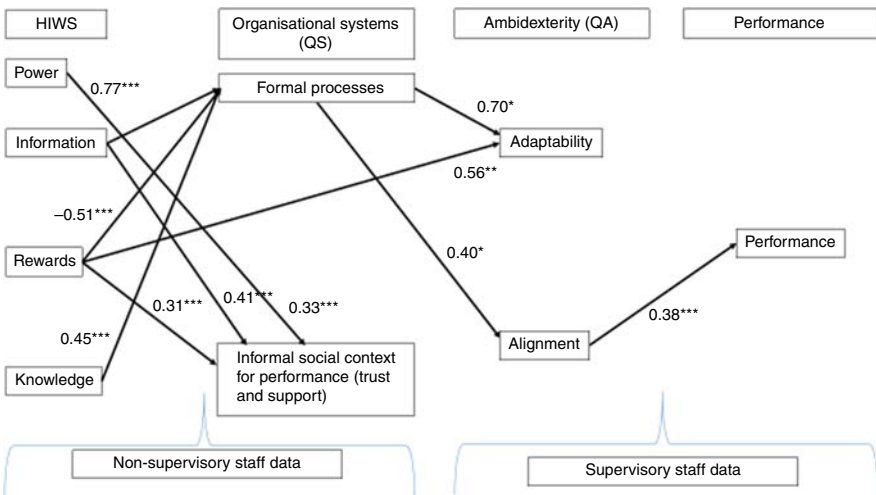 HIWS
Organisational systems
(QS)
Ambidexterity (QA)
Performance
Power
0.77***
Formal processes
0.70*
Information
Adaptability
0.56**
–0.51***
Rewards
Performance
0.40*
0.31***
0.41***
0.33***
0.38***
0.45***
Knowledge
Informal social context
for performance (trust
and support)
Alignment
Non-supervisory staff data
Supervisory staff data